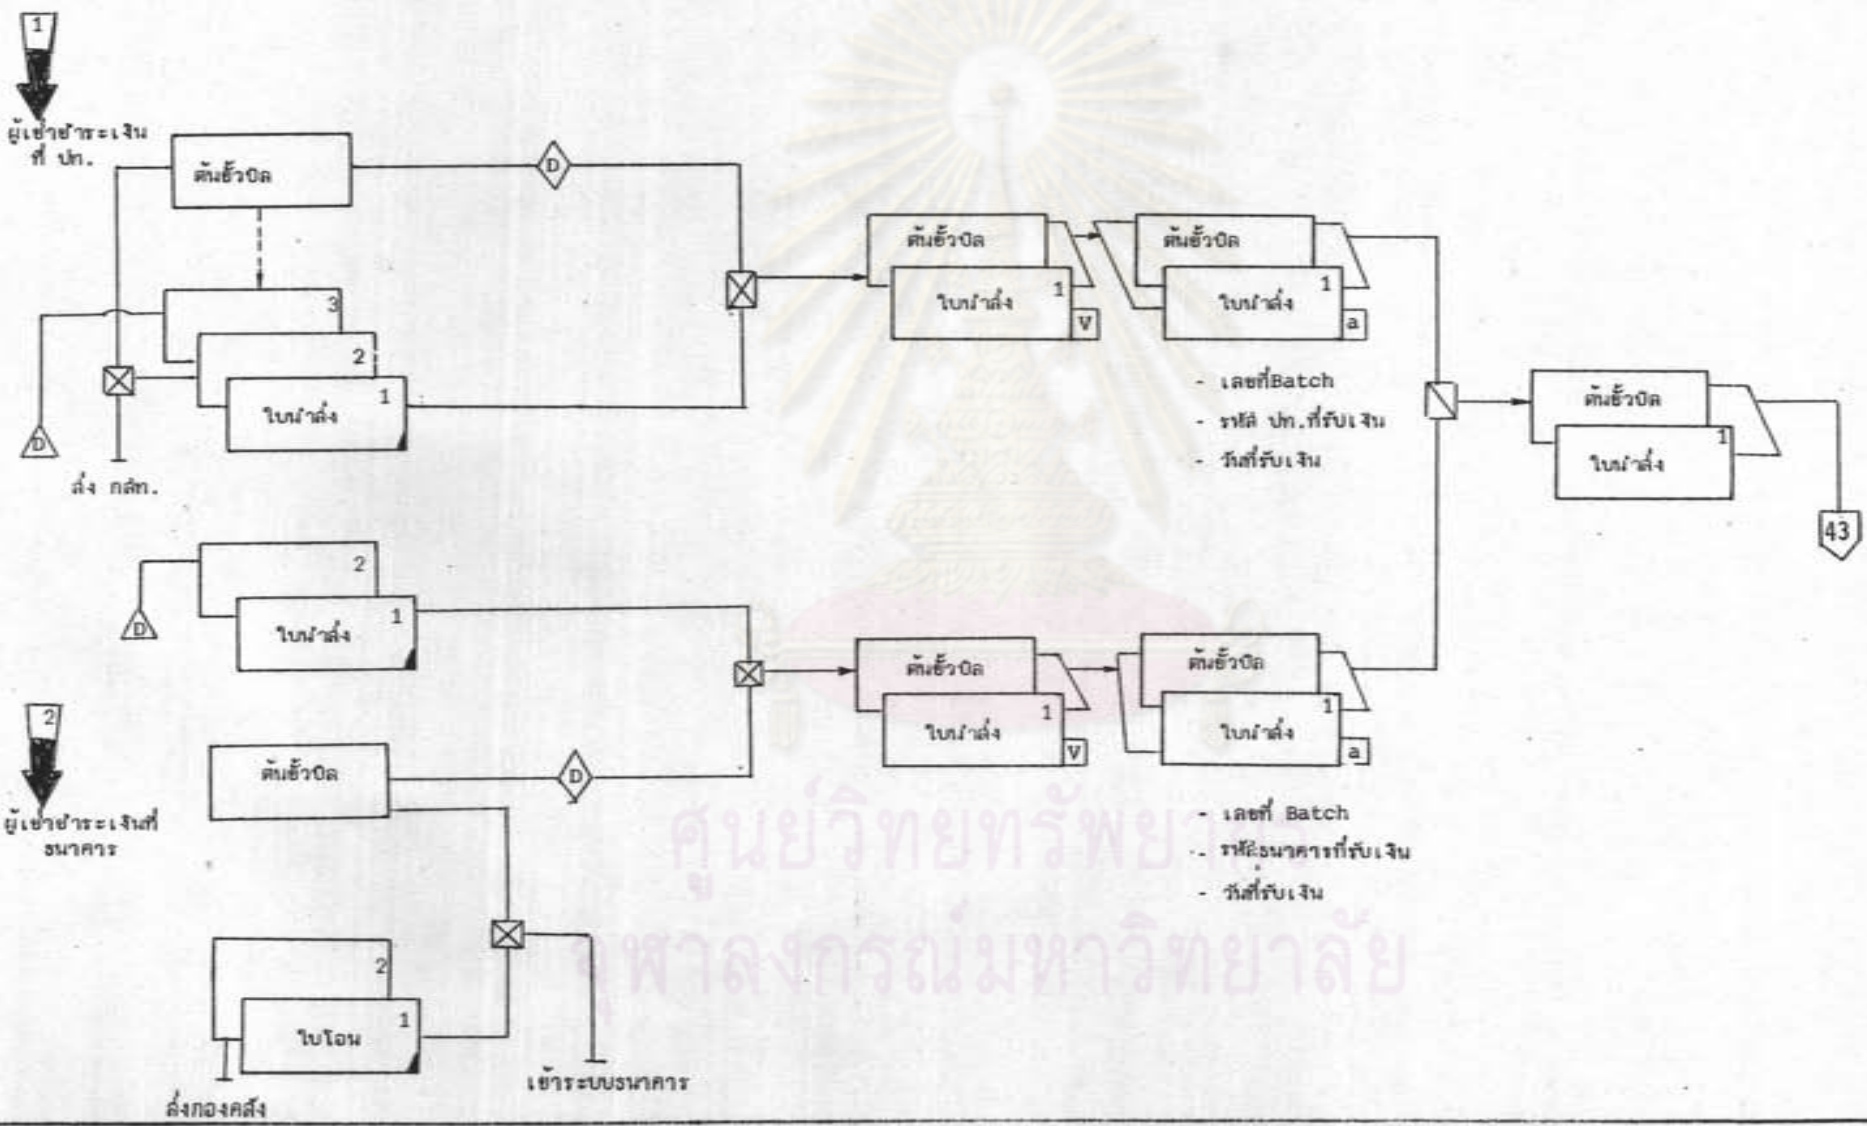 1
ผู้เช่าชำระเงิน
ที่ ปท.
ต้นขั้วบิล
D
3
2
1
ใบนำส่ง
D
ส่ง กสท.
ต้นขั้วบิล
1
ใบนำส่ง
V
ต้นขั้วบิล
1
ใบนำส่ง
a
- เลขที่Batch
- รหัส ปท.ที่รับเงิน
- วันที่รับเงิน
ต้นขั้วบิล
1
ใบนำส่ง
43
2
1
ใบนำส่ง
D
2
ผู้เช่าชำระเงินที่
ธนาคาร
ต้นขั้วบิล
D
ต้นขั้วบิล
1
ใบนำส่ง
V
ต้นขั้วบิล
1
ใบนำส่ง
a
- เลขที่ Batch
- รหัสธนาคารที่รับเงิน
- วันที่รับเงิน
2
1
ใบโอน
ส่งกองคลัง
เข้าระบบธนาคาร
ศูนย์วิทยทรัพยากร
จุฬาลงกรณ์มหาวิทยาลัย